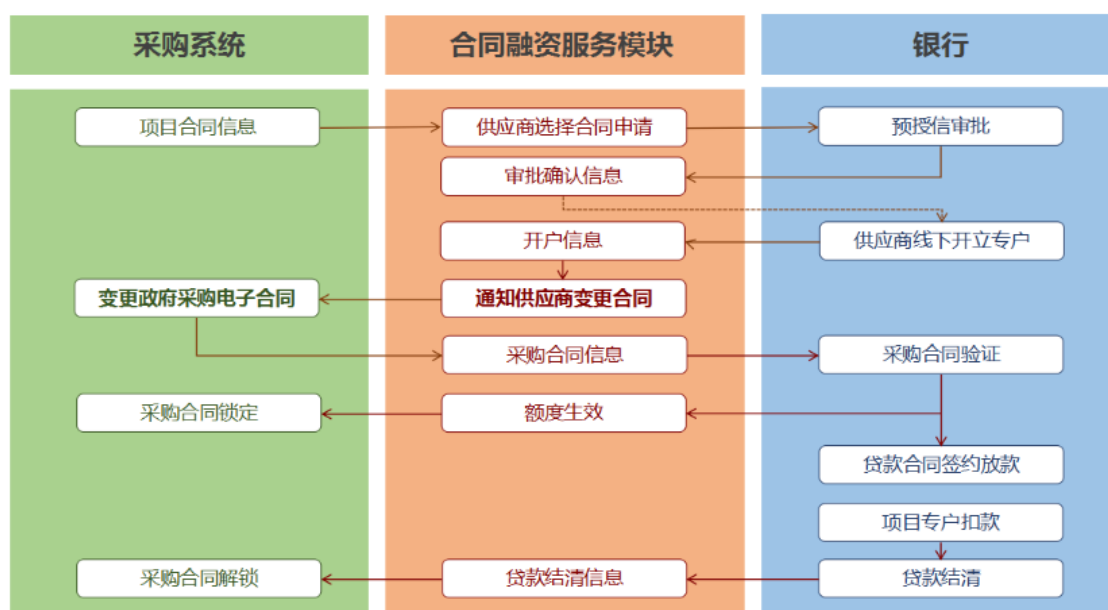 采购系统
合同融资服务模块
银行
项目合同信息
供应商选择合同申请
预授信审批
审批确认信息
开户信息
供应商线下开立专户
变更政府采购电子合同
通知供应商变更合同
采购合同信息
采购合同验证
采购合同锁定
额度生效
贷款合同签约放款
项目专户扣款
采购合同解锁
贷款结清信息
贷款结清